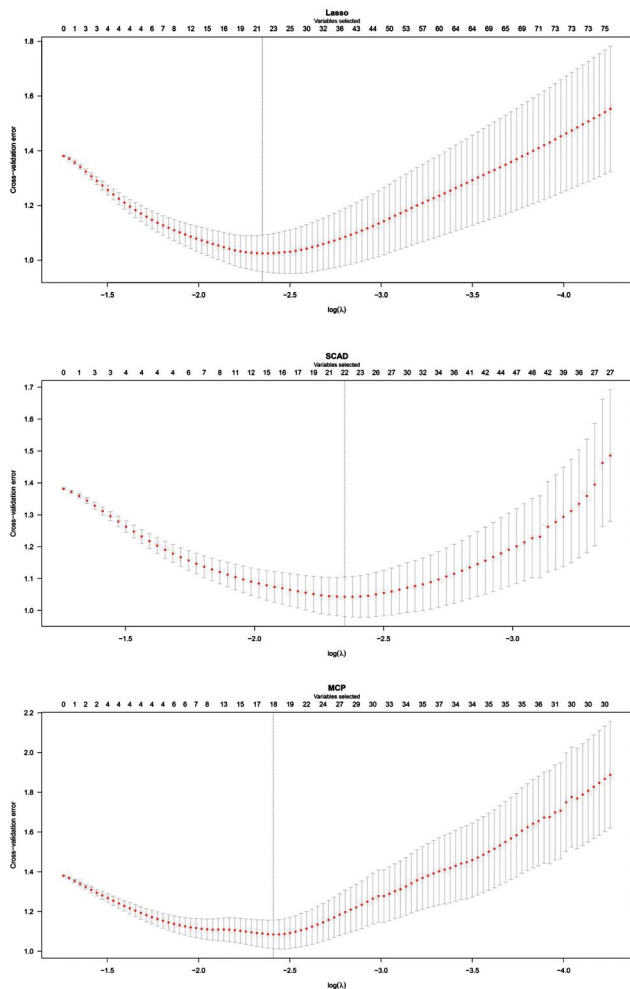 Lasso
Variables selected
0 1 3 3 4 4 4 4 6 7 8 12 15 16 19 21 23 25 30 32 36 43 44 50 53 57 60 64 64 69 65 69 71 73 73 73 75
1.8
1.6
1.4
1.2
1.0
Cross-validation error
−1.5 −2.0 −2.5 −3.0 −3.5 −4.0
log(λ)
SCAD
Variables selected
0 1 3 3 4 4 4 4 6 7 8 11 12 15 16 17 19 21 22 23 26 27 30 32 34 36 41 42 44 47 46 42 39 36 27 27
1.7
1.6
1.5
1.4
1.3
1.2
1.1
1.0
Cross-validation error
−1.5 −2.0 −2.5 −3.0
log(λ)
MCP
Variables selected
0 1 2 2 4 4 4 4 6 6 7 8 13 15 17 18 19 22 24 27 29 30 33 34 35 37 34 34 35 35 35 36 31 30 30 30
2.2
2.0
1.8
1.6
1.4
1.2
1.0
Cross-validation error
−1.5 −2.0 −2.5 −3.0 −3.5 −4.0
log(λ)